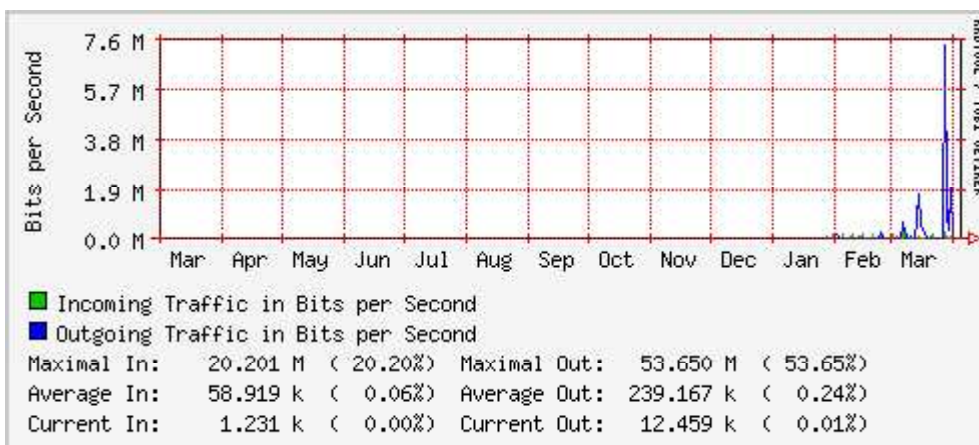 7.6 M
5.7 M
3.8 M
1.9 M
0.0 M
Bits per Second
Mar Apr May Jun Jul Aug Sep Oct Nov Dec Jan Feb Mar
Incoming Traffic in Bits per Second
Outgoing Traffic in Bits per Second
Maximal In: 20.201 M ( 20.20%) Maximal Out: 53.650 M ( 53.65%)
Average In: 58.919 k ( 0.06%) Average Out: 239.167 k ( 0.24%)
Current In: 1.231 k ( 0.00%) Current Out: 12.459 k ( 0.01%)